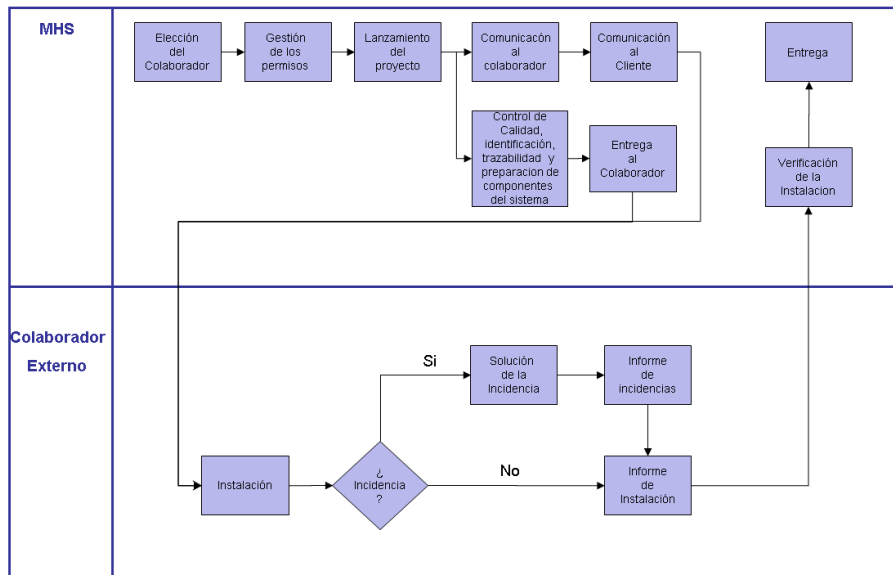 MHS
Elección
del
Colaborador
Gestión
de los
permisos
Lanzamiento
del
proyecto
Comunicacón
al
colaborador
Comunicación
al
Cliente
Entrega
Control de
Calidad,
identificación,
trazabilidad y
preparacion de
componentes
del sistema
Entrega
al
Colaborador
Verificación
de la
Instalacion
Colaborador
Externo
Si
Solución
de la
Incidencia
Informe
de
incidencias
Instalación
¿
Incidencia
?
No
Informe
de
Instalación